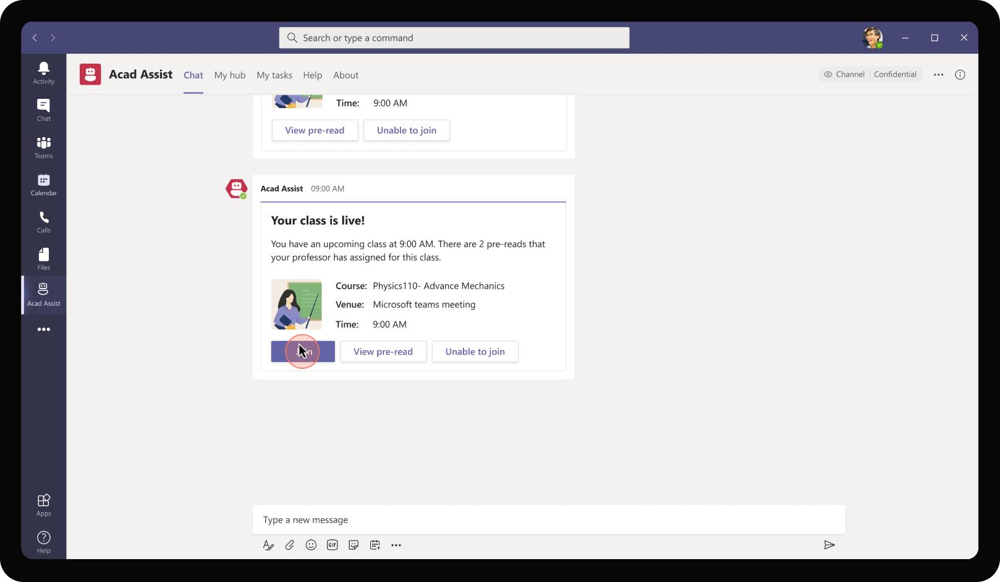 Search or type a command
Activity
Chat
Teams
Calendar
Calls
Files
Acad Assist
Apps
Help
Acad Assist Chat My hub My tasks Help About
Channel Confidential
Time: 9:00 AM
View pre-read Unable to join
Acad Assist 09:00 AM
Your class is live!
You have an upcoming class at 9:00 AM. There are 2 pre-reads that
your professor has assigned for this class.
Course: Physics110- Advance Mechanics
Venue: Microsoft teams meeting
Time: 9:00 AM
Join View pre-read Unable to join
Type a new message
GIF